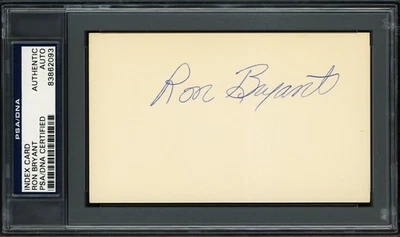 PSA/DNA
INDEX CARD
RON BRYANT
PSA/DNA CERTIFIED
AUTHENTIC
AUTO
83862093
Ron Bryant